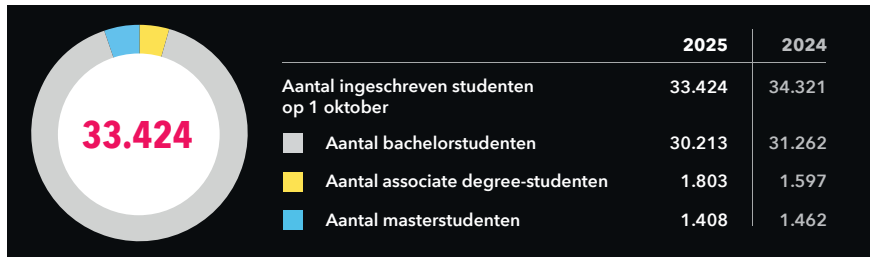 33.424
2025 2024
Aantal ingeschreven studenten
op 1 oktober 33.424 34.321
Aantal bachelorstudenten 30.213 31.262
Aantal associate degree-studenten 1.803 1.597
Aantal masterstudenten 1.408 1.462